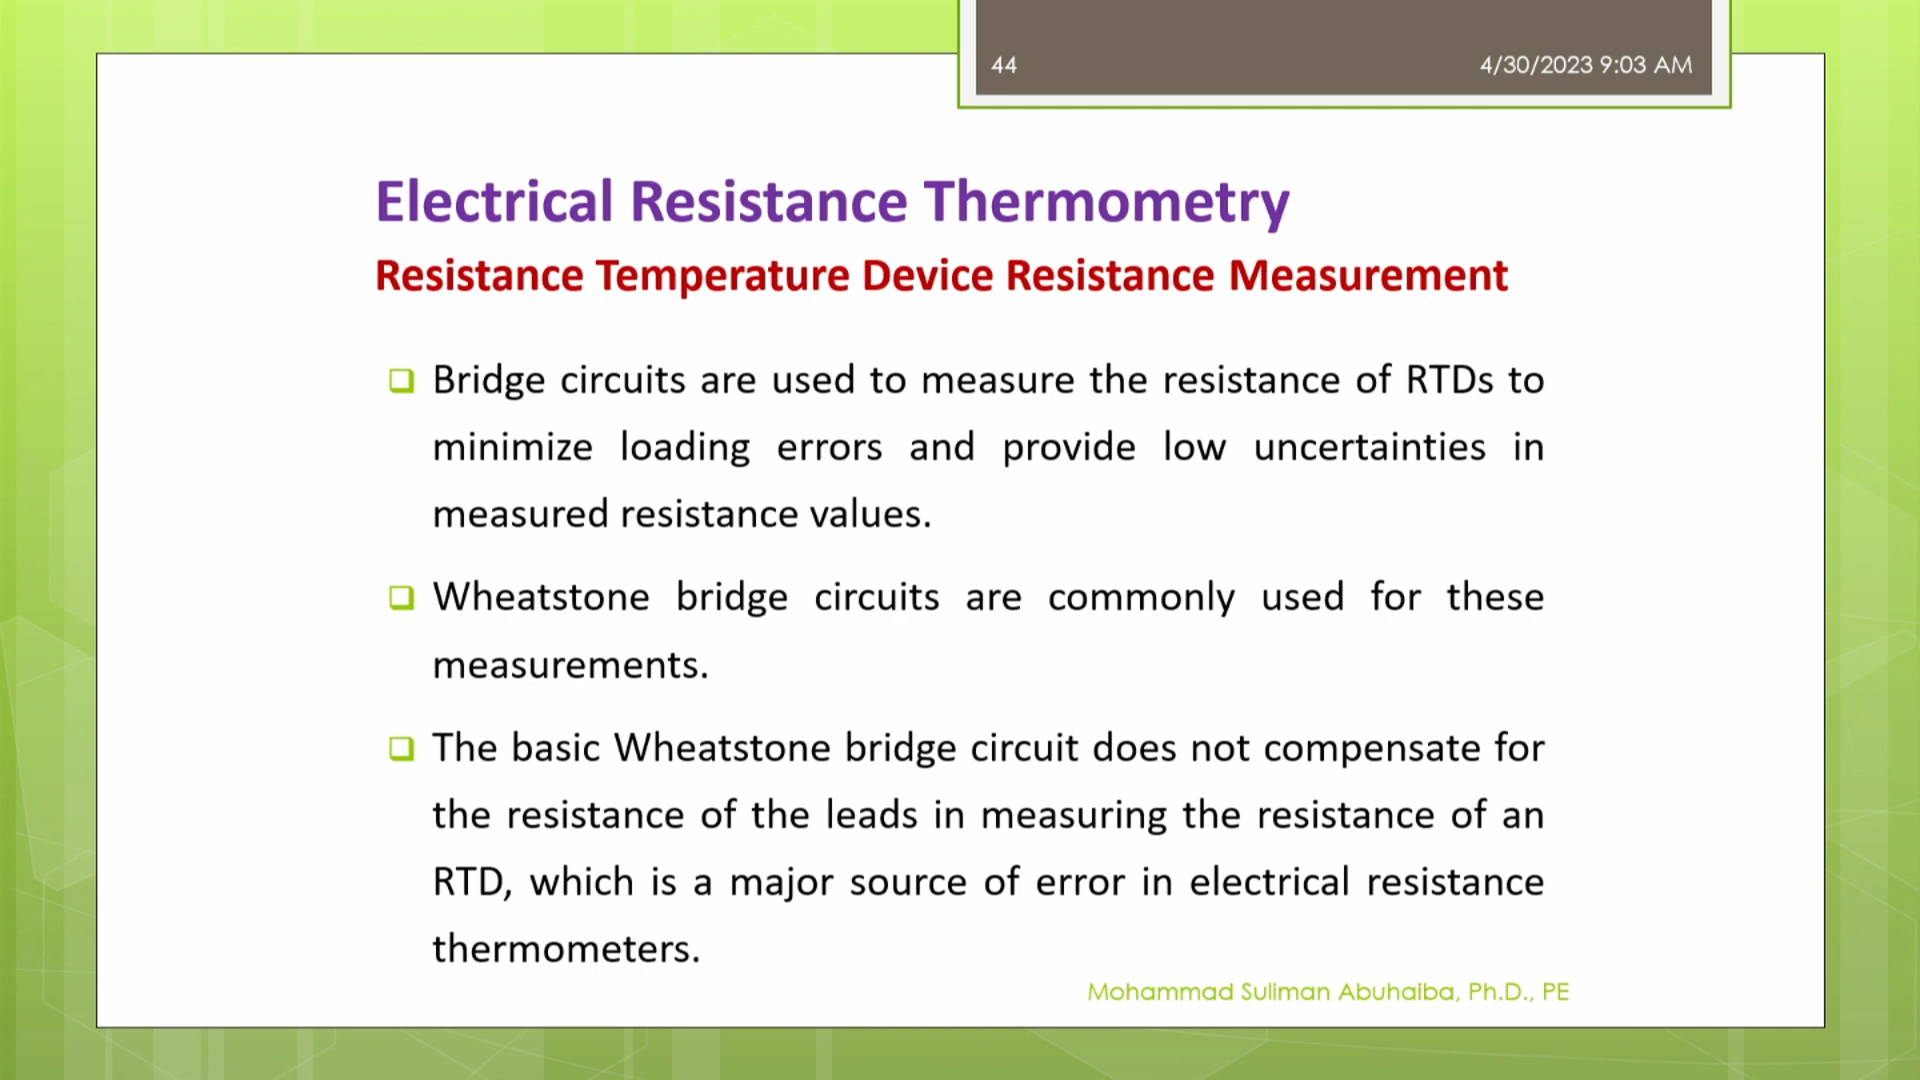 44
4/30/2023 9:03 AM
Electrical Resistance Thermometry
Resistance Temperature Device Resistance Measurement
Bridge circuits are used to measure the resistance of RTDs to
minimize loading errors and provide low uncertainties in
measured resistance values.
Wheatstone bridge circuits are commonly used for these
measurements.
The basic Wheatstone bridge circuit does not compensate for
the resistance of the leads in measuring the resistance of an
RTD, which is a major source of error in electrical resistance
thermometers.
Mohammad Suliman Abuhaiba, Ph.D., PE